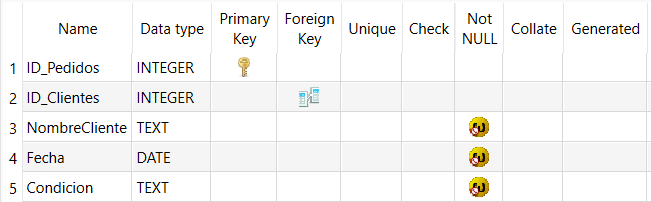 Name Data type Primary Key Foreign Key Unique Check Not NULL Collate Generated
1 ID_Pedidos INTEGER
2 ID_Clientes INTEGER
3 NombreCliente TEXT
4 Fecha DATE
5 Condicion TEXT